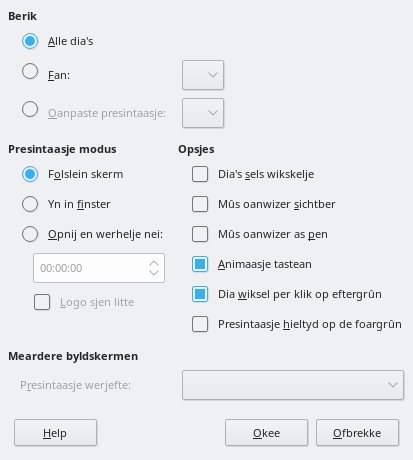 Berik
Alle dia's
Fan:
Oanpaste presintaasje:
Presintaasje modus
Folslein skerm
Yn in finster
Opnij en werhelje nei:
00:00:00
Logo sjen litte
Opsjes
Dia's sels wikskelje
Mûs oanwizer sichtber
Mûs oanwizer as pen
Animaasje tastean
Dia wiksel per klik op eftergrûn
Presintaasje hieltyd op de foargrûn
Meardere byldskermen
Presintaasje werjefte:
Help
Okee
Ofbrekke